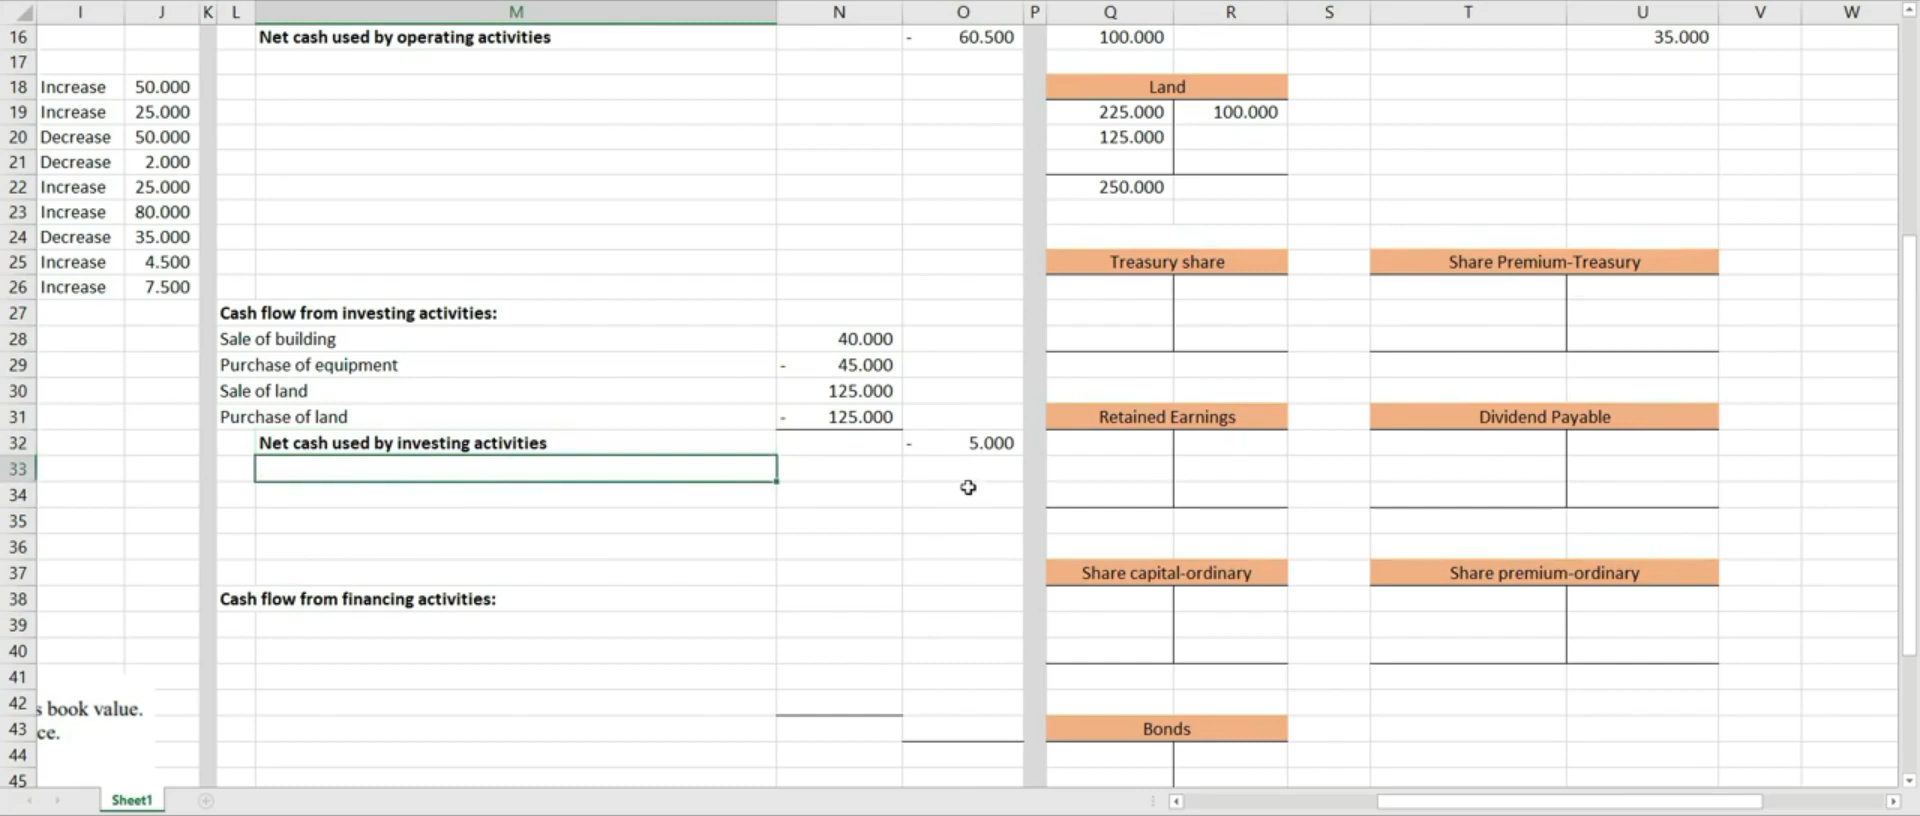 I J K L M N O P Q R S T U V W
16 Net cash used by operating activities - 60.500 100.000 35.000
17
18 Increase 50.000 Land
19 Increase 25.000 225.000 100.000
20 Decrease 50.000 125.000
21 Decrease 2.000
22 Increase 25.000 250.000
23 Increase 80.000
24 Decrease 35.000
25 Increase 4.500 Treasury share Share Premium-Treasury
26 Increase 7.500
27 Cash flow from investing activities:
28 Sale of building 40.000
29 Purchase of equipment - 45.000
30 Sale of land 125.000
31 Purchase of land - 125.000 Retained Earnings Dividend Payable
32 Net cash used by investing activities - 5.000
33
34
35
36
37 Share capital-ordinary Share premium-ordinary
38 Cash flow from financing activities:
39
40
41
42 s book value.
43 ce. Bonds
44
45
Sheet1